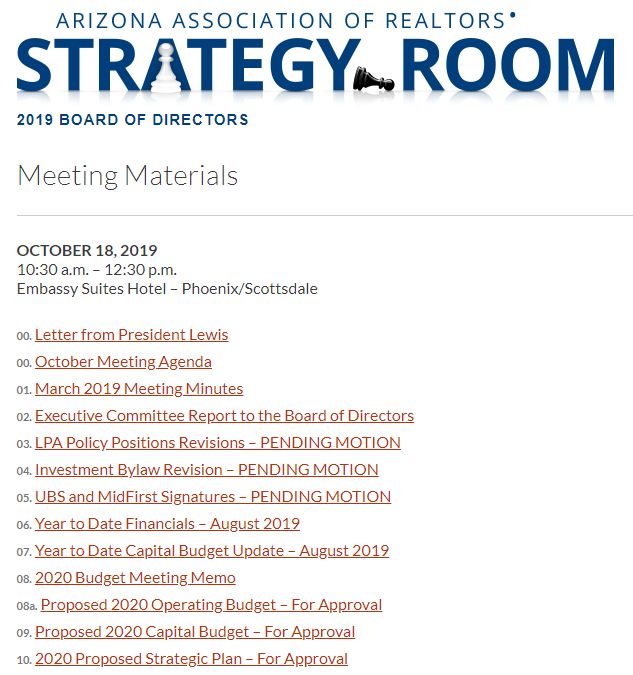 ARIZONA ASSOCIATION OF REALTORS®
STRATEGY ROOM
2019 BOARD OF DIRECTORS
Meeting Materials
OCTOBER 18, 2019
10:30 a.m. – 12:30 p.m.
Embassy Suites Hotel – Phoenix/Scottsdale
00. Letter from President Lewis
00. October Meeting Agenda
01. March 2019 Meeting Minutes
02. Executive Committee Report to the Board of Directors
03. LPA Policy Positions Revisions – PENDING MOTION
04. Investment Bylaw Revision – PENDING MOTION
05. UBS and MidFirst Signatures – PENDING MOTION
06. Year to Date Financials – August 2019
07. Year to Date Capital Budget Update – August 2019
08. 2020 Budget Meeting Memo
08a. Proposed 2020 Operating Budget – For Approval
09. Proposed 2020 Capital Budget – For Approval
10. 2020 Proposed Strategic Plan – For Approval